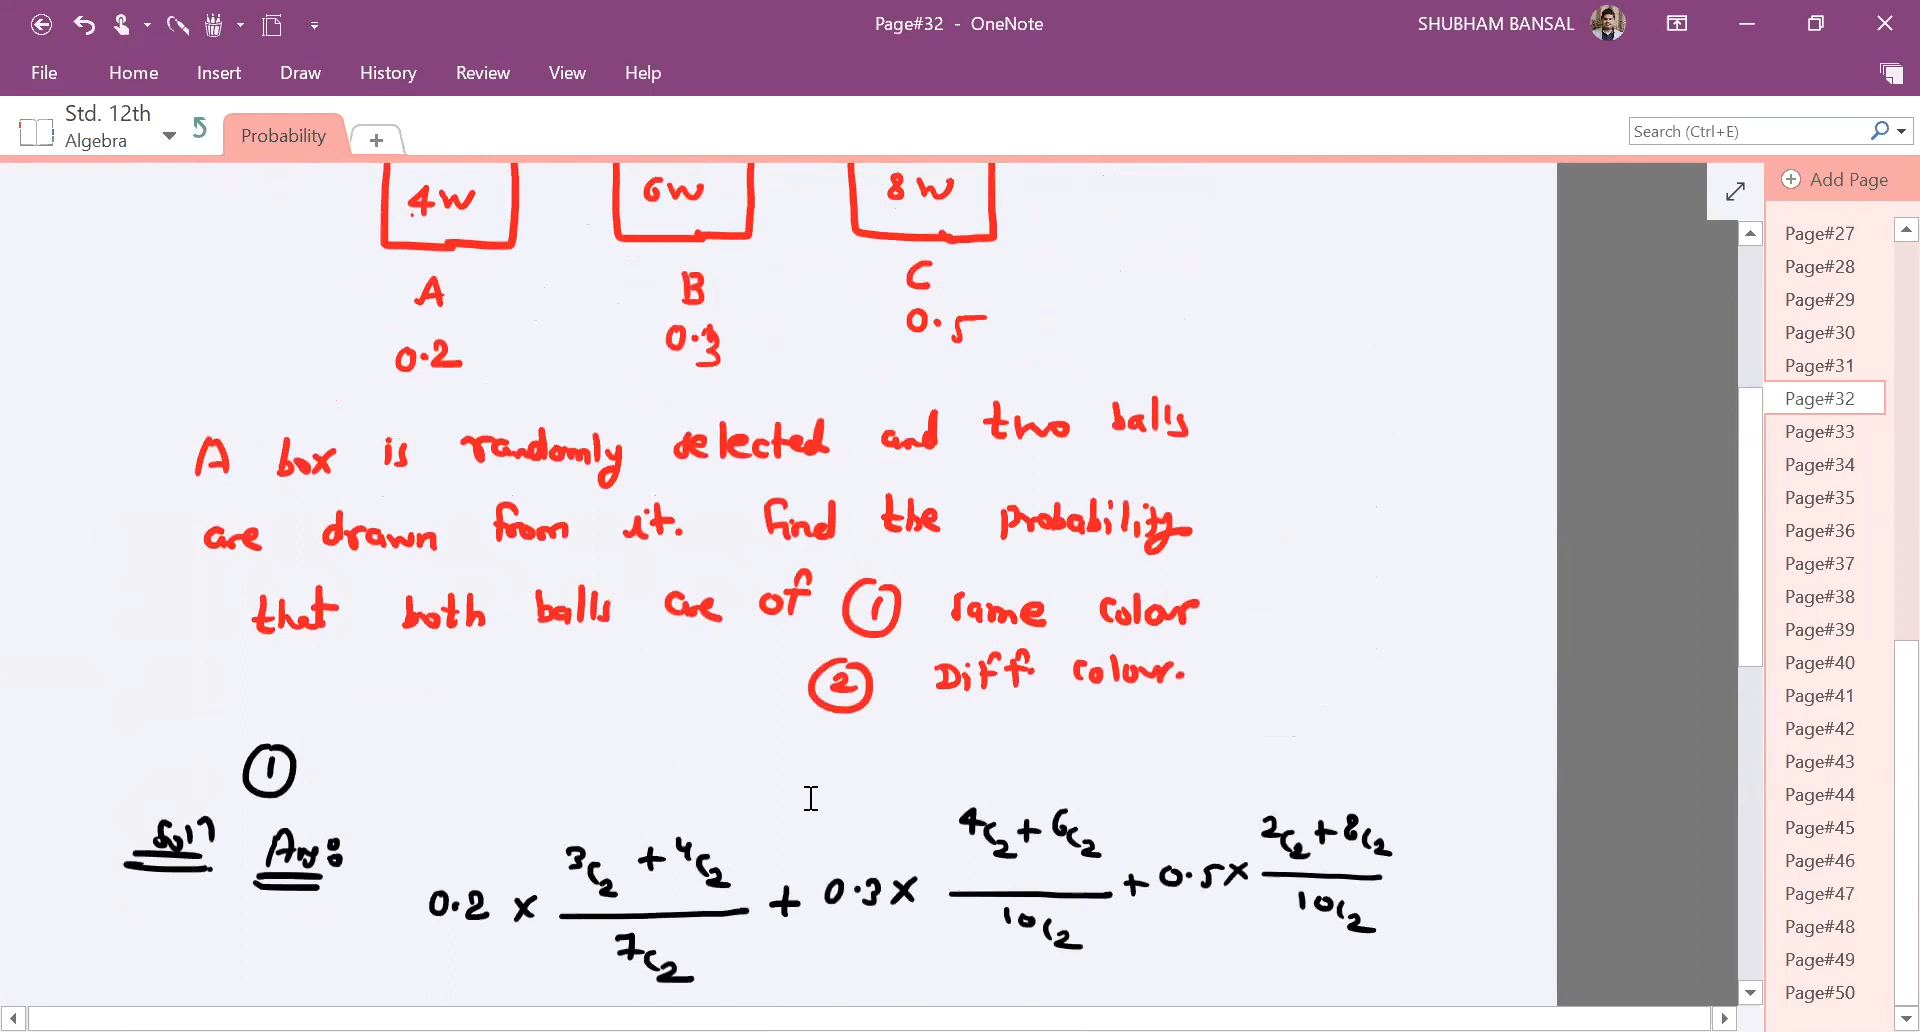 Page#32 - OneNote
SHUBHAM BANSAL
File Home Insert Draw History Review View Help
Std. 12th
Algebra
Probability
+
Search (Ctrl+E)
Add Page
Page#27
Page#28
Page#29
Page#30
Page#31
Page#32
Page#33
Page#34
Page#35
Page#36
Page#37
Page#38
Page#39
Page#40
Page#41
Page#42
Page#43
Page#44
Page#45
Page#46
Page#47
Page#48
Page#49
Page#50
4W 6W 8W
A B C
0.2 0.3 0.5
A box is randomly selected and two balls
are drawn from it. Find the probability
that both balls are of ① same colour
② Diff colour.
①
Solⁿ Ans:
0.2 × (³C₂ + ⁴C₂)/⁷C₂ + 0.3 × (⁴C₂ + ⁶C₂)/¹⁰C₂ + 0.5 × (²C₂ + ⁸C₂)/¹⁰C₂